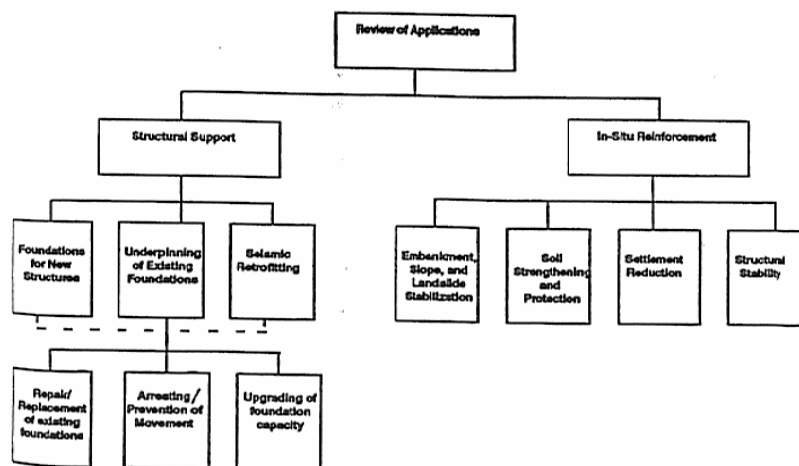 Review of Applications
Structural Support
In-Situ Reinforcement
Foundations
for New
Structures
Underpinning
of Existing
Foundations
Seismic
Retrofitting
Embankment,
Slope, and
Landslide
Stabilization
Soil
Strengthening
and
Protection
Settlement
Reduction
Structural
Stability
Repair/
Replacement
of existing
foundations
Arresting/
Prevention of
Movement
Upgrading of
foundation
capacity